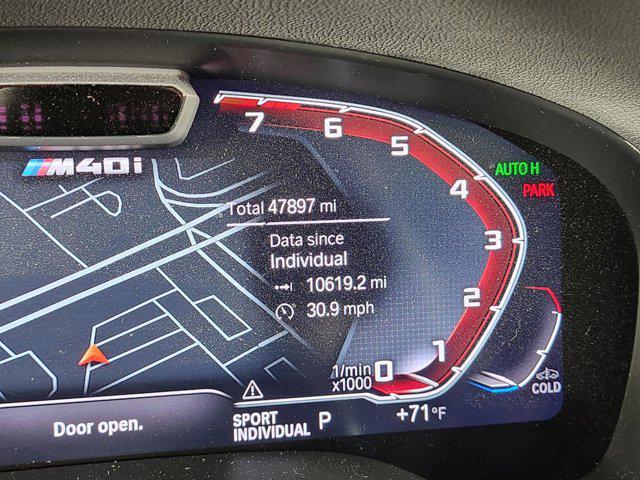 7 6 5 4 3 2 1 0
M40i
AUTO H
PARK
Total 47897 mi
Data since
Individual
10619.2 mi
30.9 mph
1/min
x1000
COLD
Door open.
SPORT
INDIVIDUAL
P
+71°F